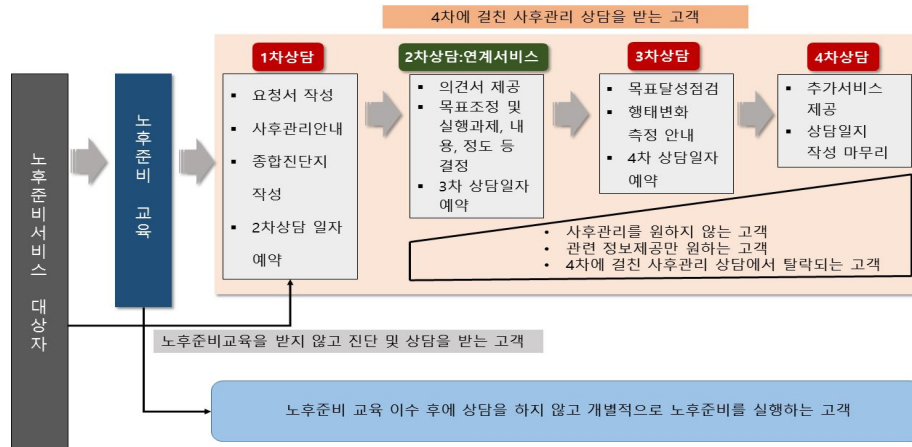 4차에 걸친 사후관리 상담을 받는 고객
노후준비서비스 대상자
노후준비 교육
1차상담
▪ 요청서 작성
▪ 사후관리안내
▪ 종합진단지
작성
▪ 2차상담 일자
예약
2차상담:연계서비스
▪ 의견서 제공
▪ 목표조정 및
실행과제, 내
용, 정도 등
결정
▪ 3차 상담일자
예약
3차상담
▪ 목표달성점검
▪ 행태변화
측정 안내
▪ 4차 상담일자
예약
4차상담
▪ 추가서비스
제공
▪ 상담일지
작성 마무리
• 사후관리를 원하지 않는 고객
• 관련 정보제공만 원하는 고객
• 4차에 걸친 사후관리 상담에서 탈락되는 고객
노후준비교육을 받지 않고 진단 및 상담을 받는 고객
노후준비 교육 이수 후에 상담을 하지 않고 개별적으로 노후준비를 실행하는 고객